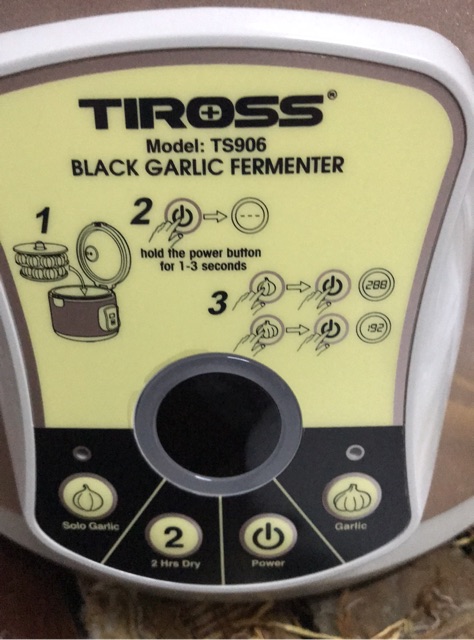 TIROSS®
Model: TS906
BLACK GARLIC FERMENTER
1
2
---
hold the power button
for 1-3 seconds
3
288
192
Solo Garlic
2
2 Hrs Dry
Power
Garlic